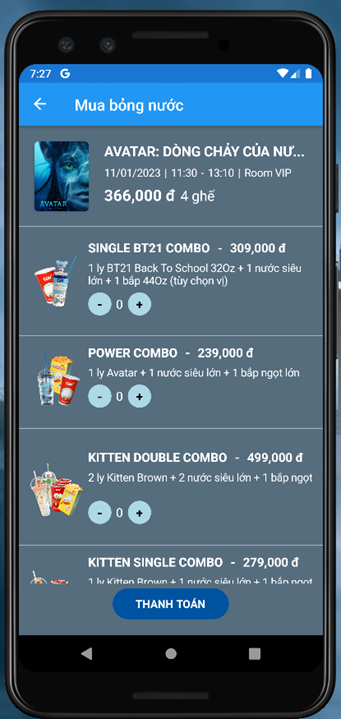 7:27 G
Mua bỏng nước
AVATAR: DÒNG CHẢY CỦA NƯ...
11/01/2023 | 11:30 - 13:10 | Room VIP
366,000 đ 4 ghế
AVATAR
SINGLE BT21 COMBO - 309,000 đ
1 ly BT21 Back To School 32Oz + 1 nước siêu
lớn + 1 bắp 44Oz (tùy chọn vị)
- 0 +
POWER COMBO - 239,000 đ
1 ly Avatar + 1 nước siêu lớn + 1 bắp ngọt lớn
- 0 +
KITTEN DOUBLE COMBO - 499,000 đ
2 ly Kitten Brown + 2 nước siêu lớn + 1 bắp ngọt
- 0 +
KITTEN SINGLE COMBO - 279,000 đ
1 ly Kitten Brown + 1 nước siêu lớn + 1 bắp ngọt
THANH TOÁN